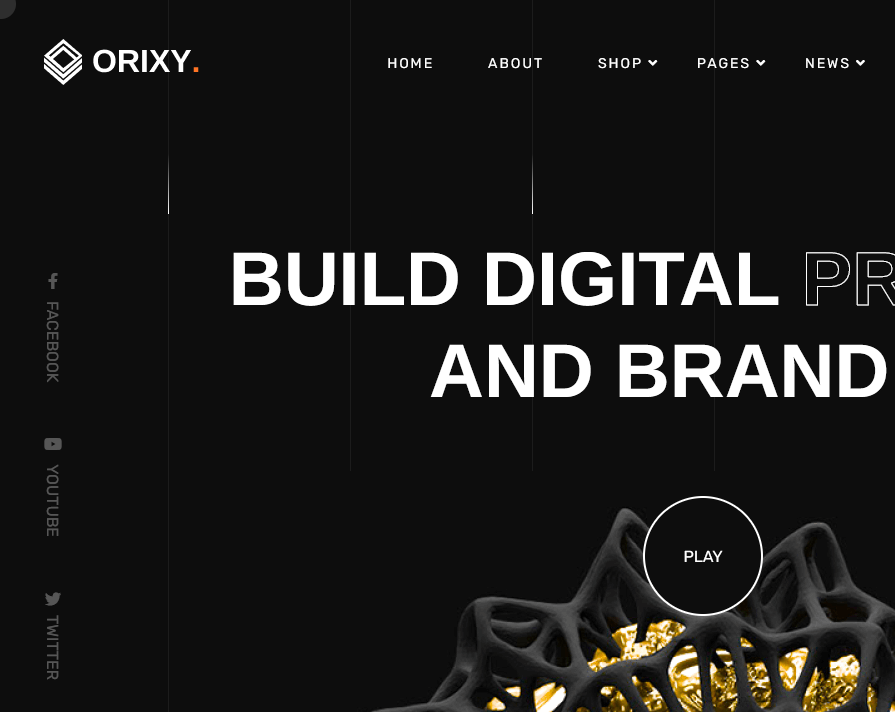 ORIXY.
HOME ABOUT SHOP PAGES NEWS
BUILD DIGITAL PR
AND BRAND
FACEBOOK
YOUTUBE
TWITTER
PLAY